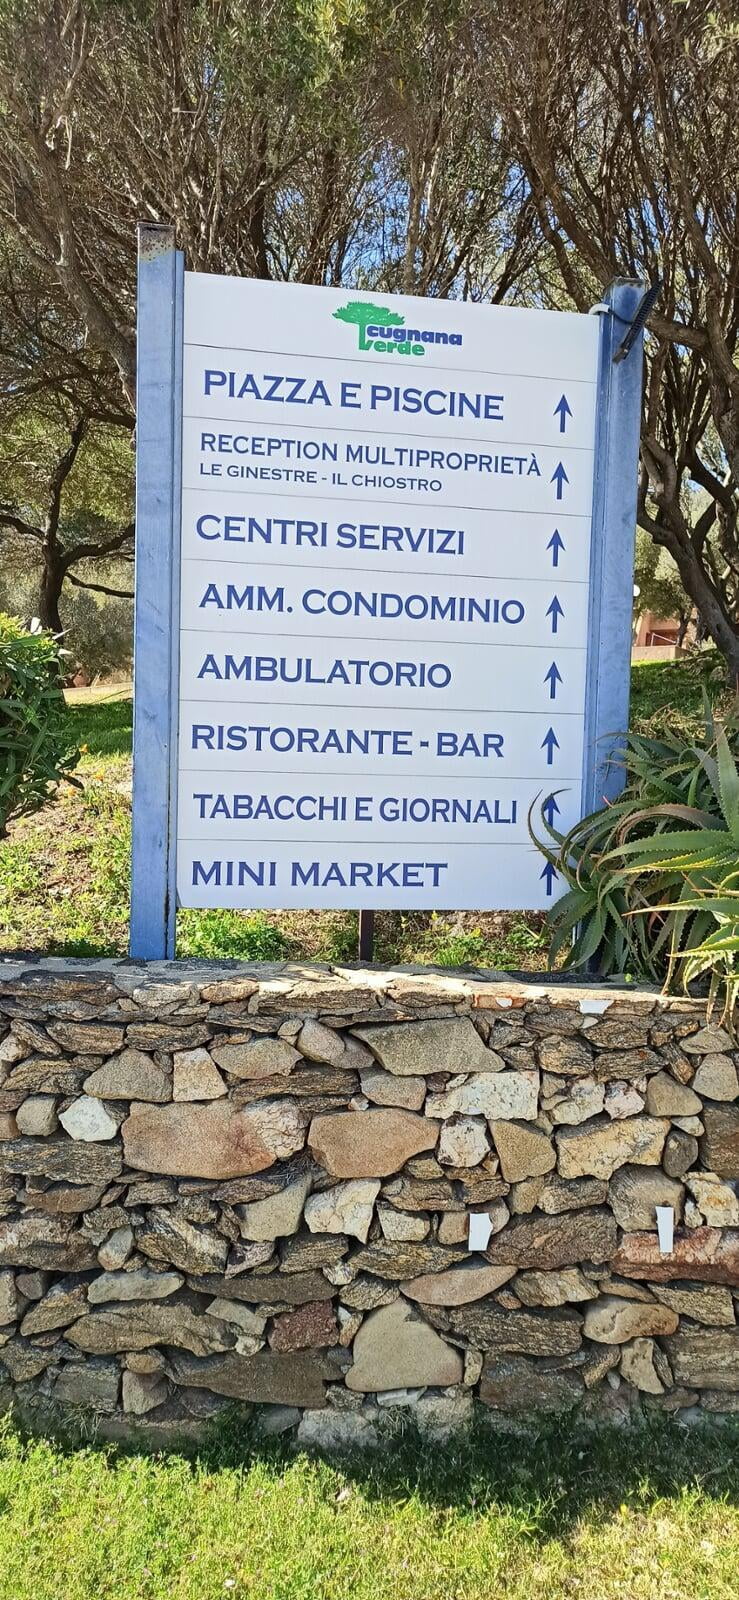 cugnana
verde
PIAZZA E PISCINE
RECEPTION MULTIPROPRIETÀ
LE GINESTRE - IL CHIOSTRO
CENTRI SERVIZI
AMM. CONDOMINIO
AMBULATORIO
RISTORANTE - BAR
TABACCHI E GIORNALI
MINI MARKET